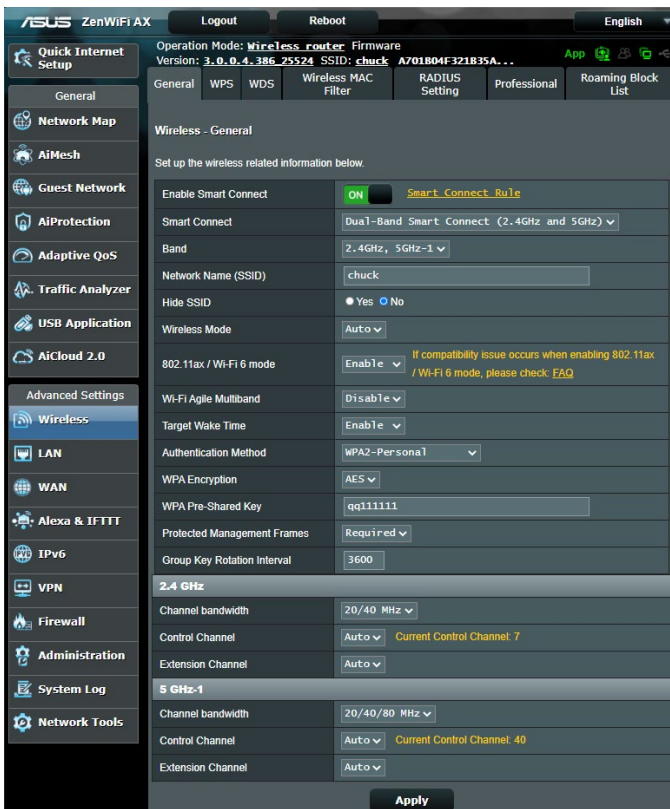 ASUS ZenWiFi AX Logout Reboot English
Quick Internet Setup
General
Network Map
AiMesh
Guest Network
AiProtection
Adaptive QoS
Traffic Analyzer
USB Application
AiCloud 2.0
Advanced Settings
Wireless
LAN
WAN
Alexa & IFTTT
IPv6
VPN
Firewall
Administration
System Log
Network Tools
Operation Mode: Wireless router Firmware
Version: 3.0.0.4.386_25524 SSID: chuck A701B04F321B35A...
App
General WPS WDS Wireless MAC Filter RADIUS Setting Professional Roaming Block List
Wireless - General
Set up the wireless related information below.
Enable Smart Connect ON Smart Connect Rule
Smart Connect Dual-Band Smart Connect (2.4GHz and 5GHz)
Band 2.4GHz, 5GHz-1
Network Name (SSID) chuck
Hide SSID Yes No
Wireless Mode Auto
802.11ax / Wi-Fi 6 mode Enable If compatibility issue occurs when enabling 802.11ax
/ Wi-Fi 6 mode, please check: FAQ
Wi-Fi Agile Multiband Disable
Target Wake Time Enable
Authentication Method WPA2-Personal
WPA Encryption AES
WPA Pre-Shared Key qq111111
Protected Management Frames Required
Group Key Rotation Interval 3600
2.4 GHz
Channel bandwidth 20/40 MHz
Control Channel Auto Current Control Channel: 7
Extension Channel Auto
5 GHz-1
Channel bandwidth 20/40/80 MHz
Control Channel Auto Current Control Channel: 40
Extension Channel Auto
Apply